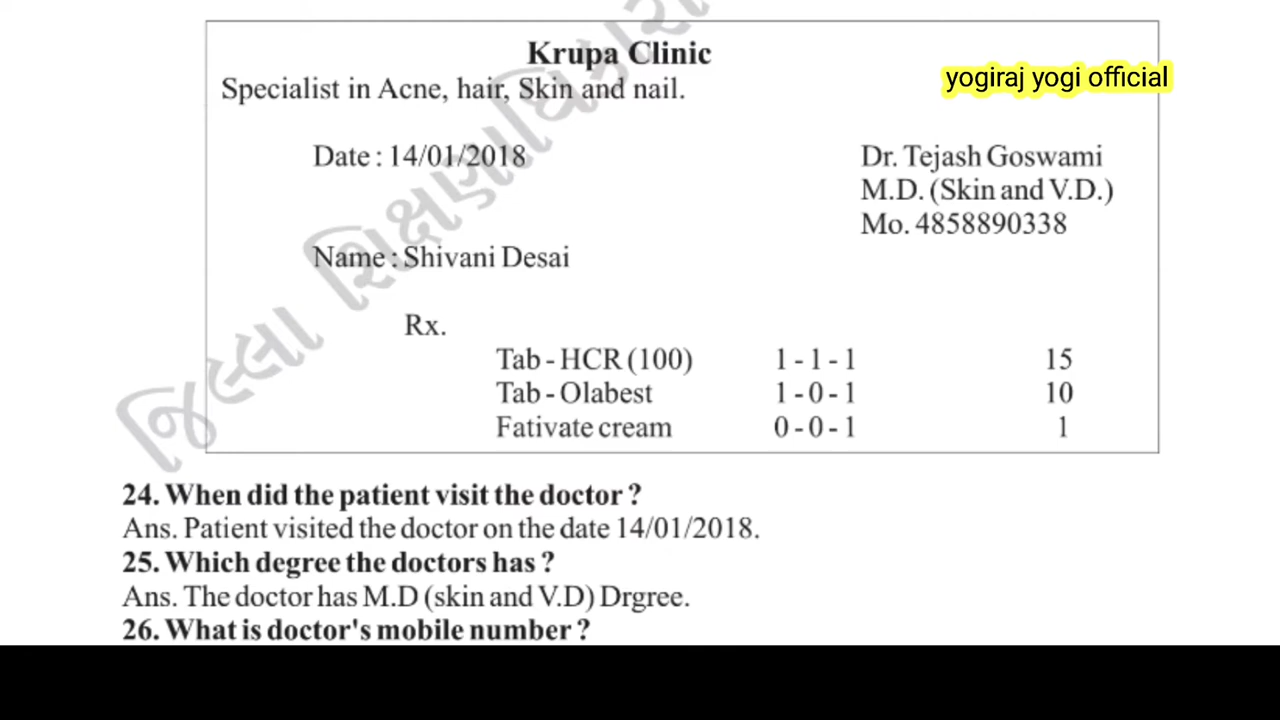 Krupa Clinic
yogiraj yogi official
Specialist in Acne, hair, Skin and nail.
Date : 14/01/2018 Dr. Tejash Goswami
M.D. (Skin and V.D.)
Mo. 4858890338
Name : Shivani Desai
Rx.
Tab - HCR (100) 1 - 1 - 1 15
Tab - Olabest 1 - 0 - 1 10
Fativate cream 0 - 0 - 1 1
જિલ્લા શિક્ષણાધિકારી
24. When did the patient visit the doctor ?
Ans. Patient visited the doctor on the date 14/01/2018.
25. Which degree the doctors has ?
Ans. The doctor has M.D (skin and V.D) Drgree.
26. What is doctor's mobile number ?